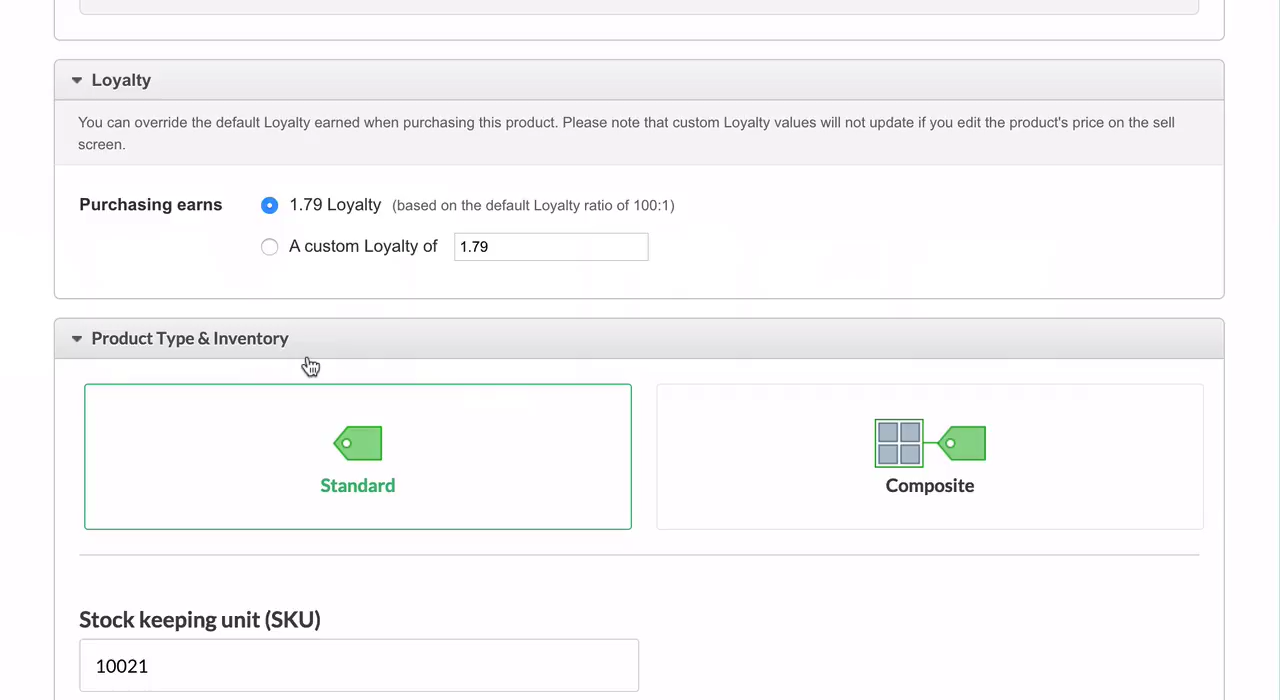 Loyalty
You can override the default Loyalty earned when purchasing this product. Please note that custom Loyalty values will not update if you edit the product's price on the sell
screen.
Purchasing earns 1.79 Loyalty (based on the default Loyalty ratio of 100:1)
A custom Loyalty of 1.79
Product Type & Inventory
Standard Composite
Stock keeping unit (SKU)
10021